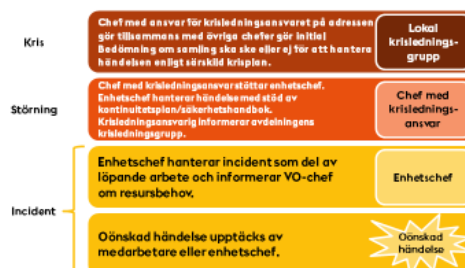 Kris
Chef med ansvar för krisledningsansvaret på adressen
gör tillsammans med övriga chefer gör initial
Bedömning om samling ska ske eller ej för att hantera
händelsen enligt särskild krisplan.
Lokal
krislednings-
grupp
Störning
Chef med krisledningsansvar stöttar enhetschef.
Enhetschef hanterar händelse med stöd av
kontinuitetsplan/säkerhetshandbok.
Krisledningsansvarig informerar avdelningens
krisledningsgrupp.
Chef med
krislednings-
ansvar
Incident
Enhetschef hanterar incident som del av
löpande arbete och informerar VO-chef
om resursbehov.
Enhetschef
Oönskad händelse upptäcks av
medarbetare eller enhetschef.
Oönskad
händelse